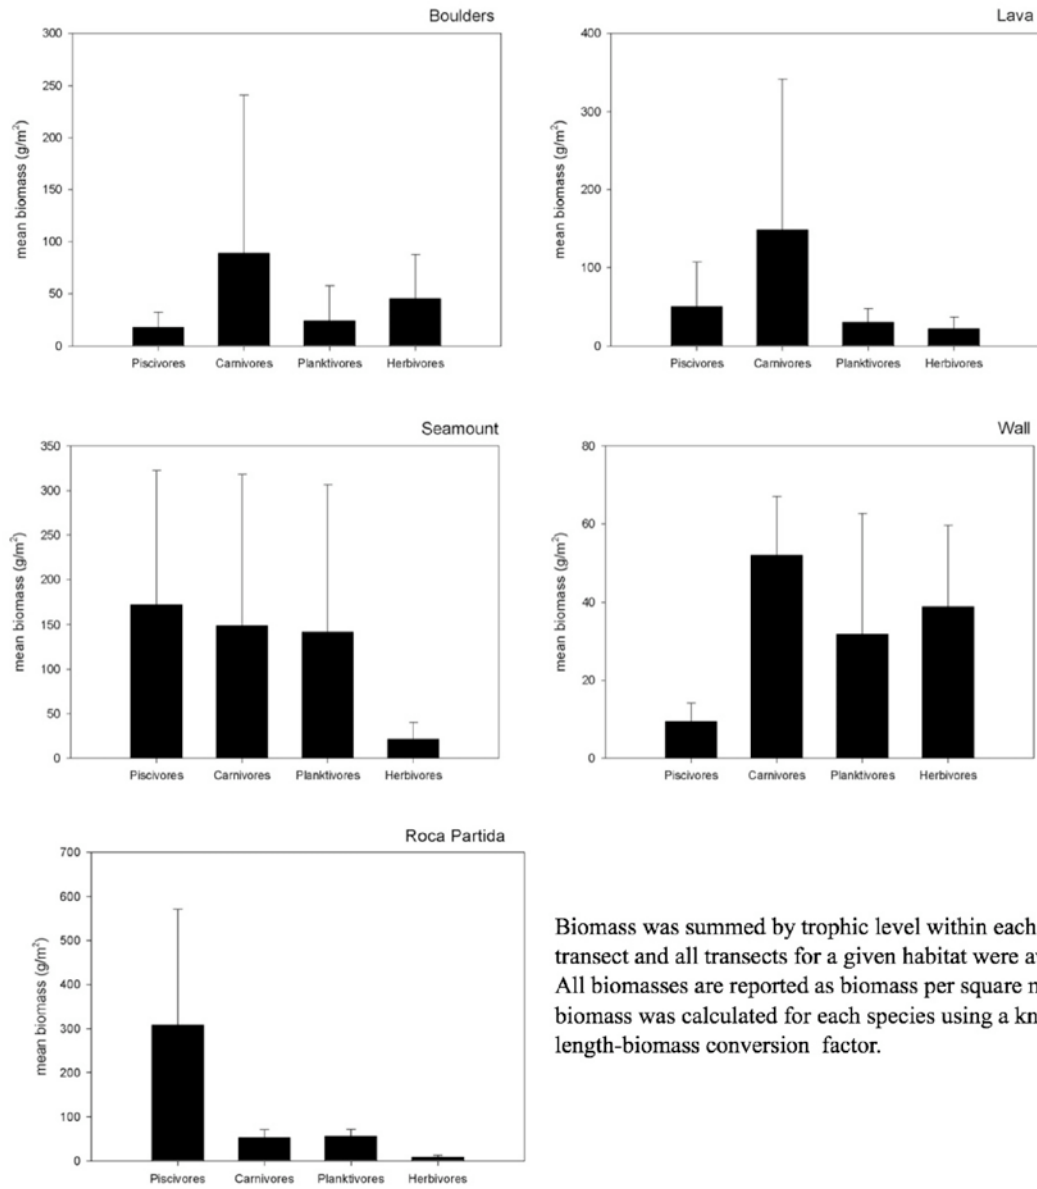 Boulders
300
250
200
150
100
50
0
mean biomass (g/m²)
Piscivores Carnivores Planktivores Herbivores
Lava
400
300
200
100
0
mean biomass (g/m²)
Piscivores Carnivores Planktivores Herbivores
Seamount
350
300
250
200
150
100
50
0
mean biomass (g/m²)
Piscivores Carnivores Planktivores Herbivores
Wall
80
60
40
20
0
mean biomass (g/m²)
Piscivores Carnivores Planktivores Herbivores
Roca Partida
700
600
500
400
300
200
100
0
mean biomass (g/m²)
Piscivores Carnivores Planktivores Herbivores
Biomass was summed by trophic level within each
transect and all transects for a given habitat were
All biomasses are reported as biomass per square
biomass was calculated for each species using a
length-biomass conversion factor.